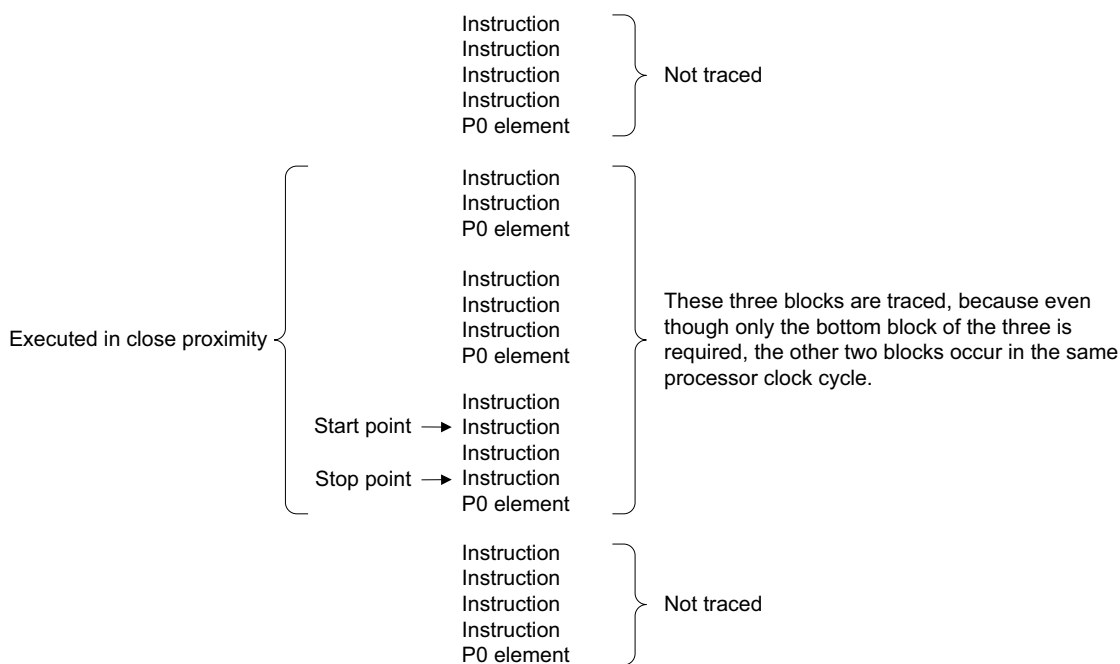 Instruction
Instruction
Instruction
Instruction
P0 element
Not traced
Executed in close proximity
Instruction
Instruction
P0 element
Instruction
Instruction
Instruction
P0 element
Instruction
Start point Instruction
Instruction
Stop point Instruction
P0 element
These three blocks are traced, because even
though only the bottom block of the three is
required, the other two blocks occur in the same
processor clock cycle.
Instruction
Instruction
Instruction
Instruction
P0 element
Not traced